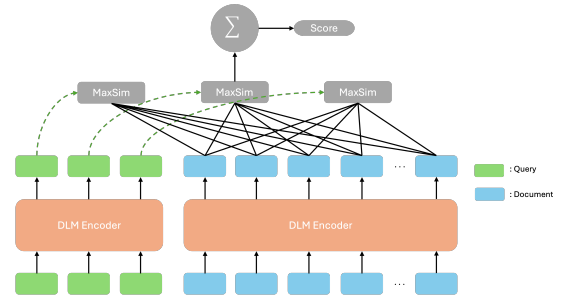 ∑
Score
MaxSim MaxSim MaxSim
...
: Query
: Document
DLM Encoder DLM Encoder
...